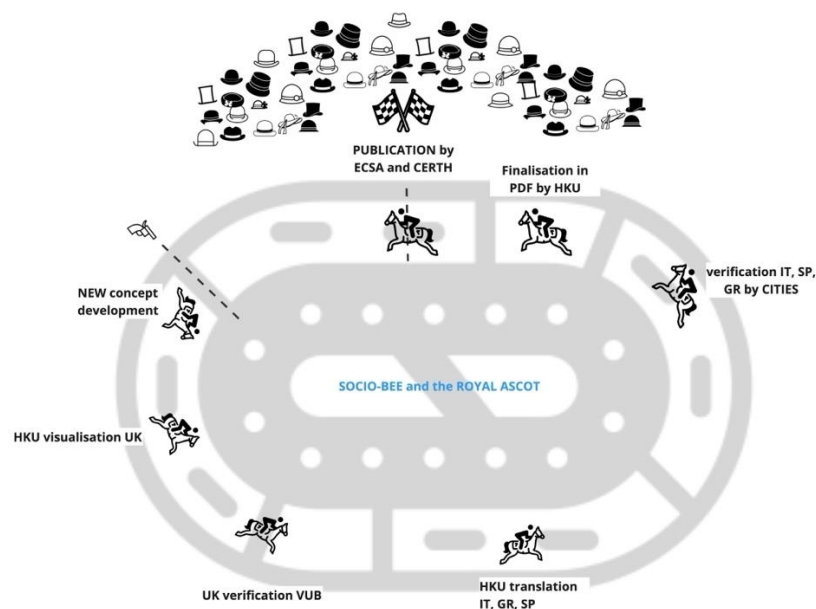 PUBLICATION by
ECSA and CERTH
Finalisation in
PDF by HKU
verification IT, SP,
GR by CITIES
NEW concept
development
SOCIO-BEE and the ROYAL ASCOT
HKU visualisation UK
UK verification VUB
HKU translation
IT, GR, SP